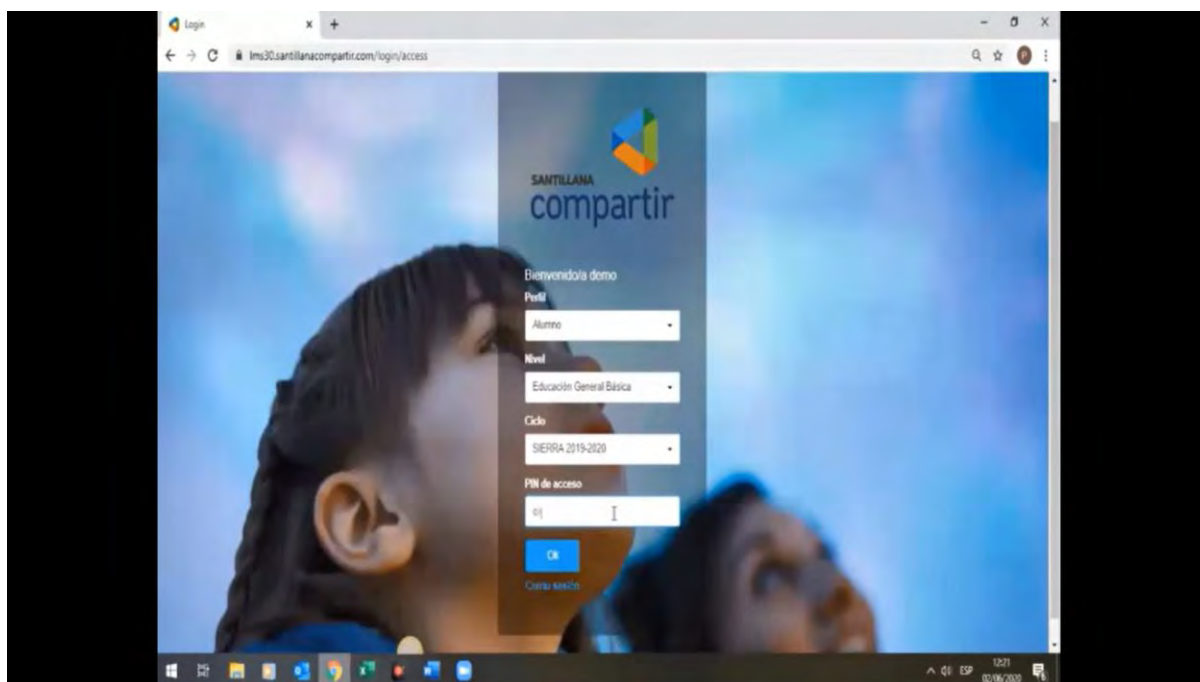 Login
lms30.santillanacompartir.com/login/access
P
SANTILLANA
compartir
Bienvenido/a demo
Perfil
Alumno
Nivel
Educación General Básica
Ciclo
SIERRA 2019-2020
PIN de acceso
Ok
Cerrar sesión
ESP
12:21
02/06/2020